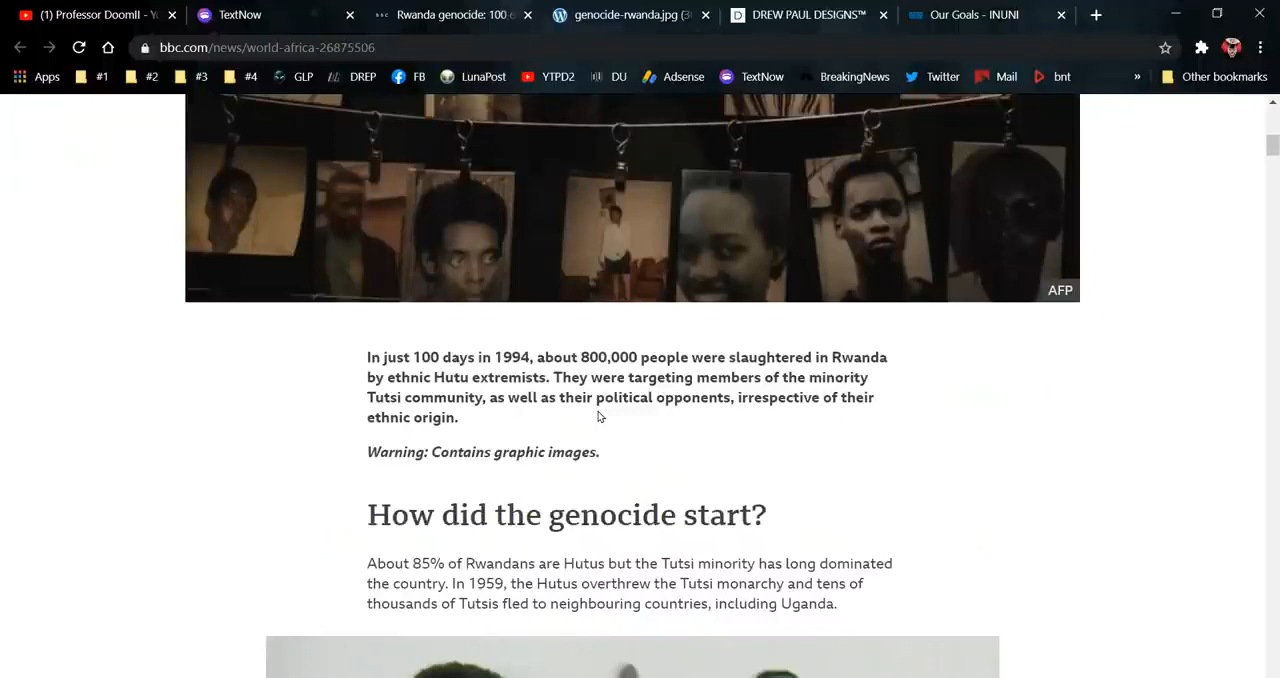 (1) Professor DoomII - Yo
TextNow
BBC Rwanda genocide: 100
genocide-rwanda.jpg
DREW PAUL DESIGNS™
Our Goals - INUNI
bbc.com/news/world-africa-26875506
Apps #1 #2 #3 #4 GLP DREP FB LunaPost YTPD2 DU Adsense TextNow BreakingNews Twitter Mail bnt » Other bookmarks
AFP
In just 100 days in 1994, about 800,000 people were slaughtered in Rwanda
by ethnic Hutu extremists. They were targeting members of the minority
Tutsi community, as well as their political opponents, irrespective of their
ethnic origin.
Warning: Contains graphic images.
How did the genocide start?
About 85% of Rwandans are Hutus but the Tutsi minority has long dominated
the country. In 1959, the Hutus overthrew the Tutsi monarchy and tens of
thousands of Tutsis fled to neighbouring countries, including Uganda.